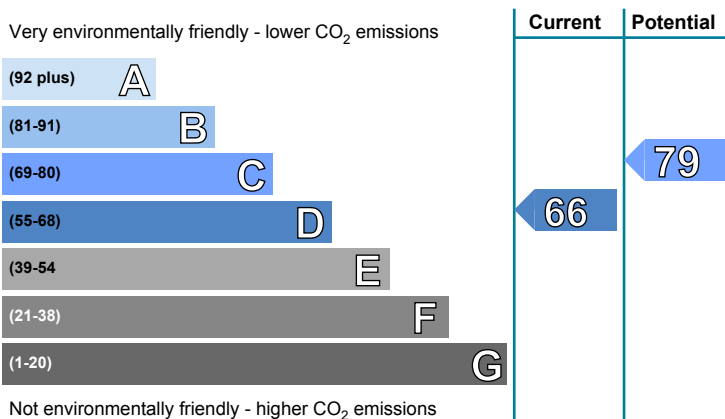 Current Potential
Very environmentally friendly - lower CO2 emissions
(92 plus) A
(81-91) B
(69-80) C 79
(55-68) D 66
(39-54 E
(21-38) F
(1-20) G
Not environmentally friendly - higher CO2 emissions